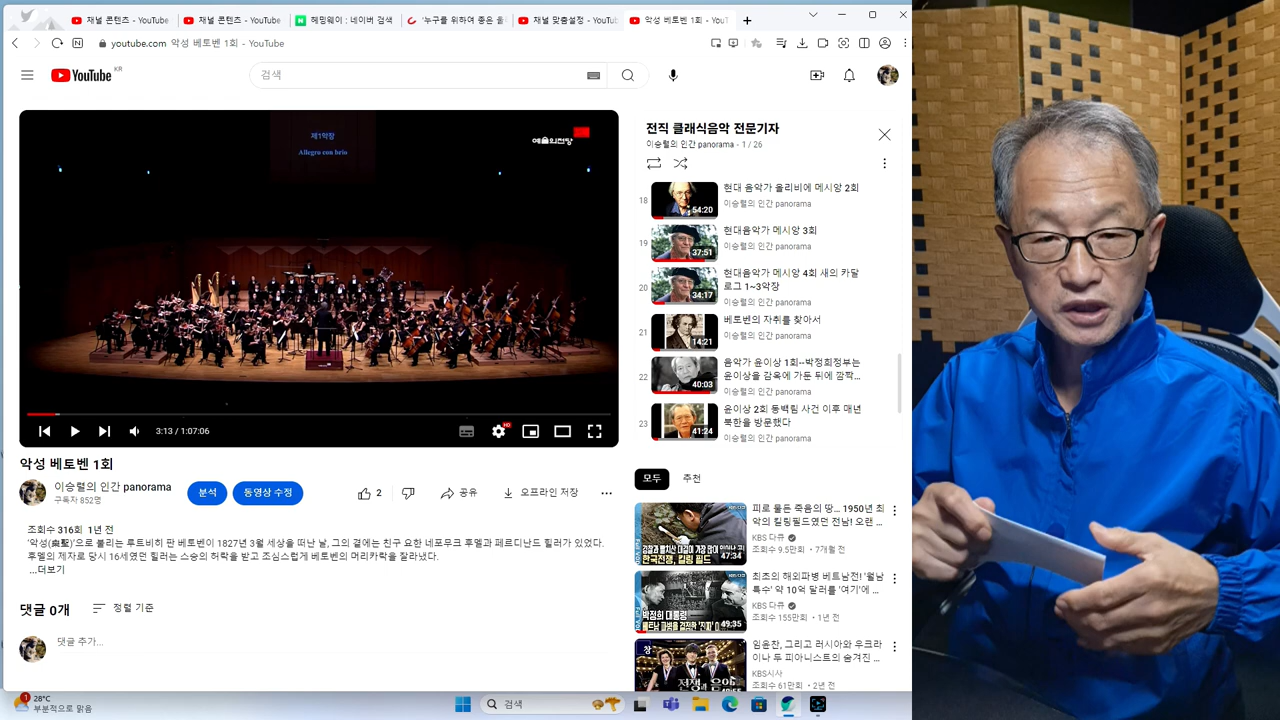 재널 콘텐츠 - YouTube
재널 콘텐츠 - YouTube
헤밍웨이 : 네이버 검색
'누구를 위하여 종은 울
재널 맞춤설정 - YouTu
악성 베토벤 1회 - YouT
youtube.com 악성 베토벤 1회 - YouTube
YouTube KR
검색
제1악장
Allegro con brio
예술의전당
3:13 / 1:07:06
HD
악성 베토벤 1회
이승렬의 인간 panorama
구독자 852명
분석
동영상 수정
2
공유
오프라인 저장
조회수 316회 1년 전
'악성(樂聖)'으로 불리는 루트비히 판 베토벤이 1827년 3월 세상을 떠난 날, 그의 곁에는 친구 요한 네포무크 후멜과 페르디난드 힐러가 있었다.
후멜의 제자로 당시 16세였던 힐러는 스승의 허락을 받고 조심스럽게 베토벤의 머리카락을 잘라냈다.
...더보기
댓글 0개
정렬 기준
댓글 추가...
전직 클래식음악 전문기자
이승렬의 인간 panorama - 1 / 26
18
54:20
현대 음악가 올리비에 메시앙 2회
이승렬의 인간 panorama
19
37:51
현대음악가 메시앙 3회
이승렬의 인간 panorama
20
34:17
현대음악가 메시앙 4회 새의 카탈
로그 1~3악장
이승렬의 인간 panorama
21
14:21
베토벤의 자취를 찾아서
이승렬의 인간 panorama
22
40:03
음악가 윤이상 1회--박정희정부는
윤이상을 감옥에 가둔 뒤에 깜짝...
이승렬의 인간 panorama
23
41:24
윤이상 2회 동백림 사건 이후 매년
북한을 방문했다
이승렬의 인간 panorama
모두
추천
한국전쟁, 킬링 필드
47:34
피로 물든 죽음의 땅... 1950년 최
악의 킬링필드였던 전남! 오랜 ...
KBS 다큐
조회수 9.5만회 • 7개월 전
박정희 대통령
49:35
최초의 해외파병 베트남전! '월남
특수' 약 10억 달러를 '여기'에 ...
KBS 다큐
조회수 155만회 • 1년 전
창
전쟁과 음악
임윤찬, 그리고 러시아와 우크라
이나 두 피아니스트의 숨겨진 ...
KBS시사
조회수 61만회 • 2년 전
1
28°C
부분적으로 맑음
검색